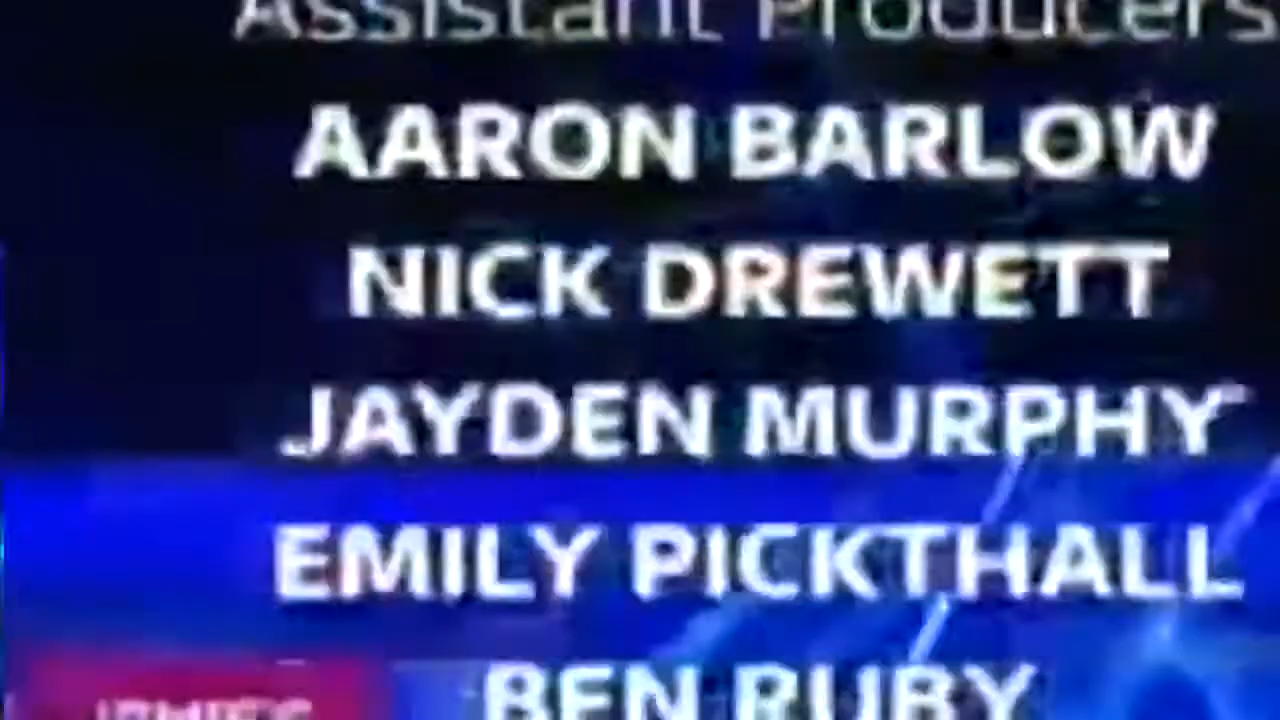 Assistant Producers
AARON BARLOW
NICK DREWETT
JAYDEN MURPHY
EMILY PICKTHALL
BEN RUBY